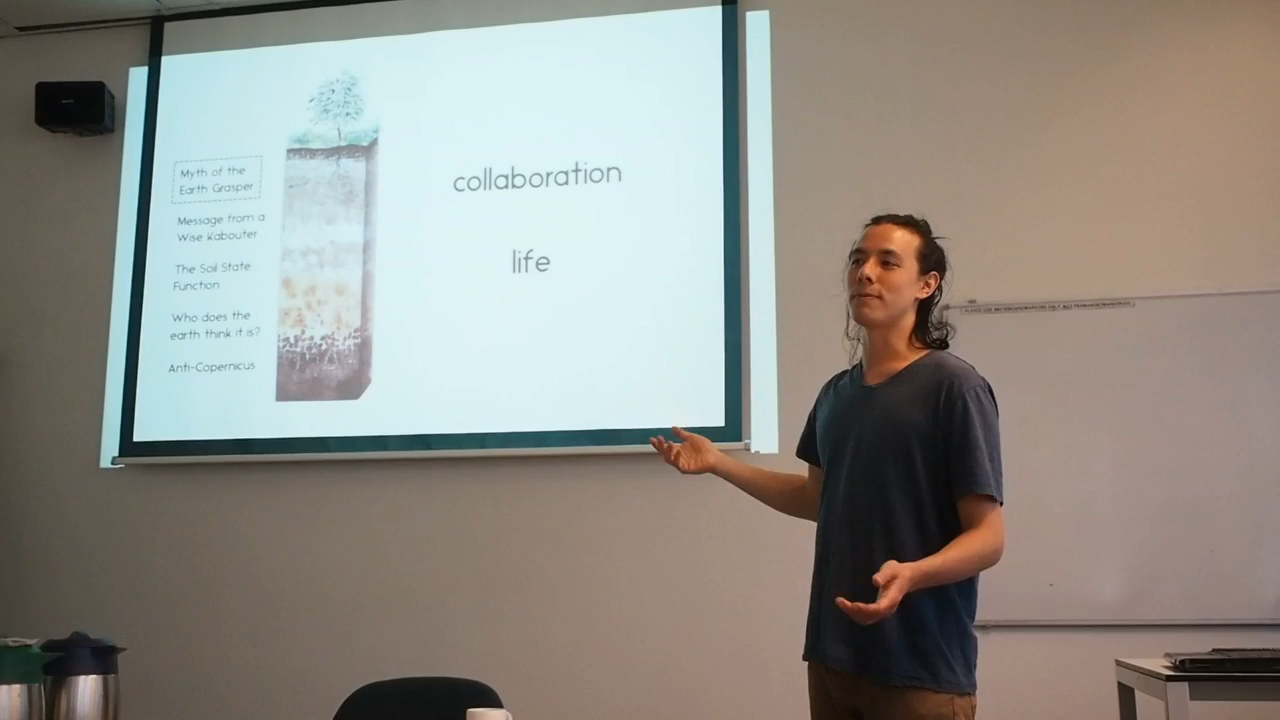 Myth of the
Earth Grasper
Message from a
Wise Kabouter
The Soil State
Function
Who does the
earth think it is?
Anti-Copernicus
collaboration
life